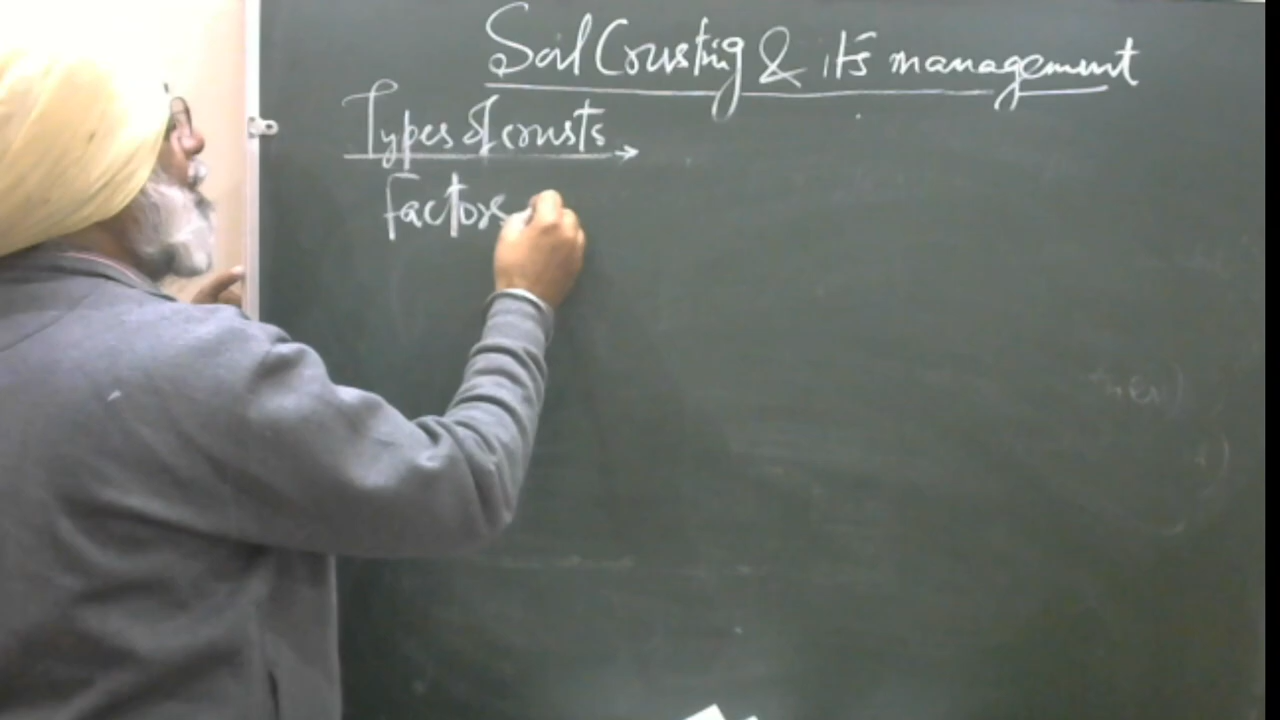 Soil Crusting & its management
Types of crusts
Factors